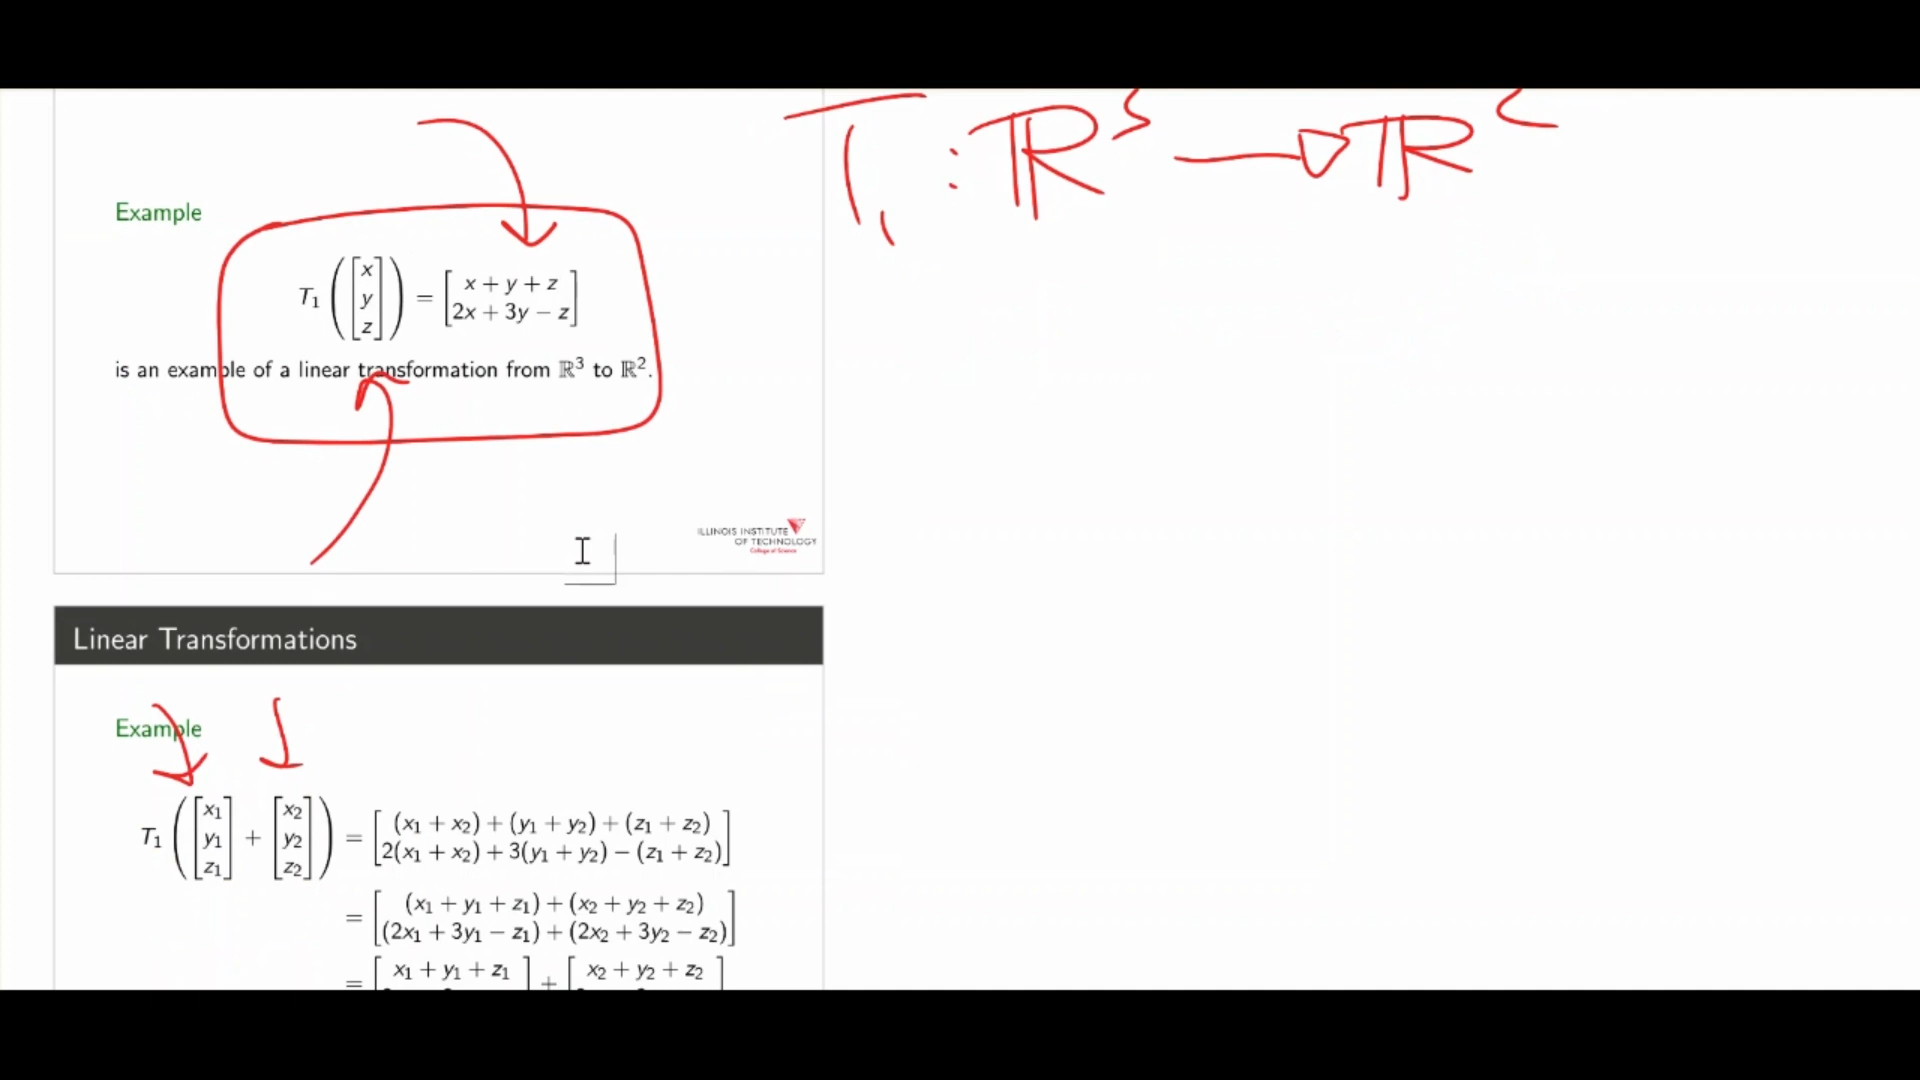 T₁ : ℝ³ → ℝ²
Example
T₁ ( [ x y z ] ) = [ x + y + z
2x + 3y − z ]
is an example of a linear transformation from ℝ³ to ℝ².
ILLINOIS INSTITUTE
OF TECHNOLOGY
College of Science
Linear Transformations
Example
T₁ ( [ x₁ y₁ z₁ ] + [ x₂ y₂ z₂ ] ) = [ (x₁ + x₂) + (y₁ + y₂) + (z₁ + z₂)
2(x₁ + x₂) + 3(y₁ + y₂) − (z₁ + z₂) ]
= [ (x₁ + y₁ + z₁) + (x₂ + y₂ + z₂)
(2x₁ + 3y₁ − z₁) + (2x₂ + 3y₂ − z₂) ]
= [ x₁ + y₁ + z₁ ] + [ x₂ + y₂ + z₂ ]